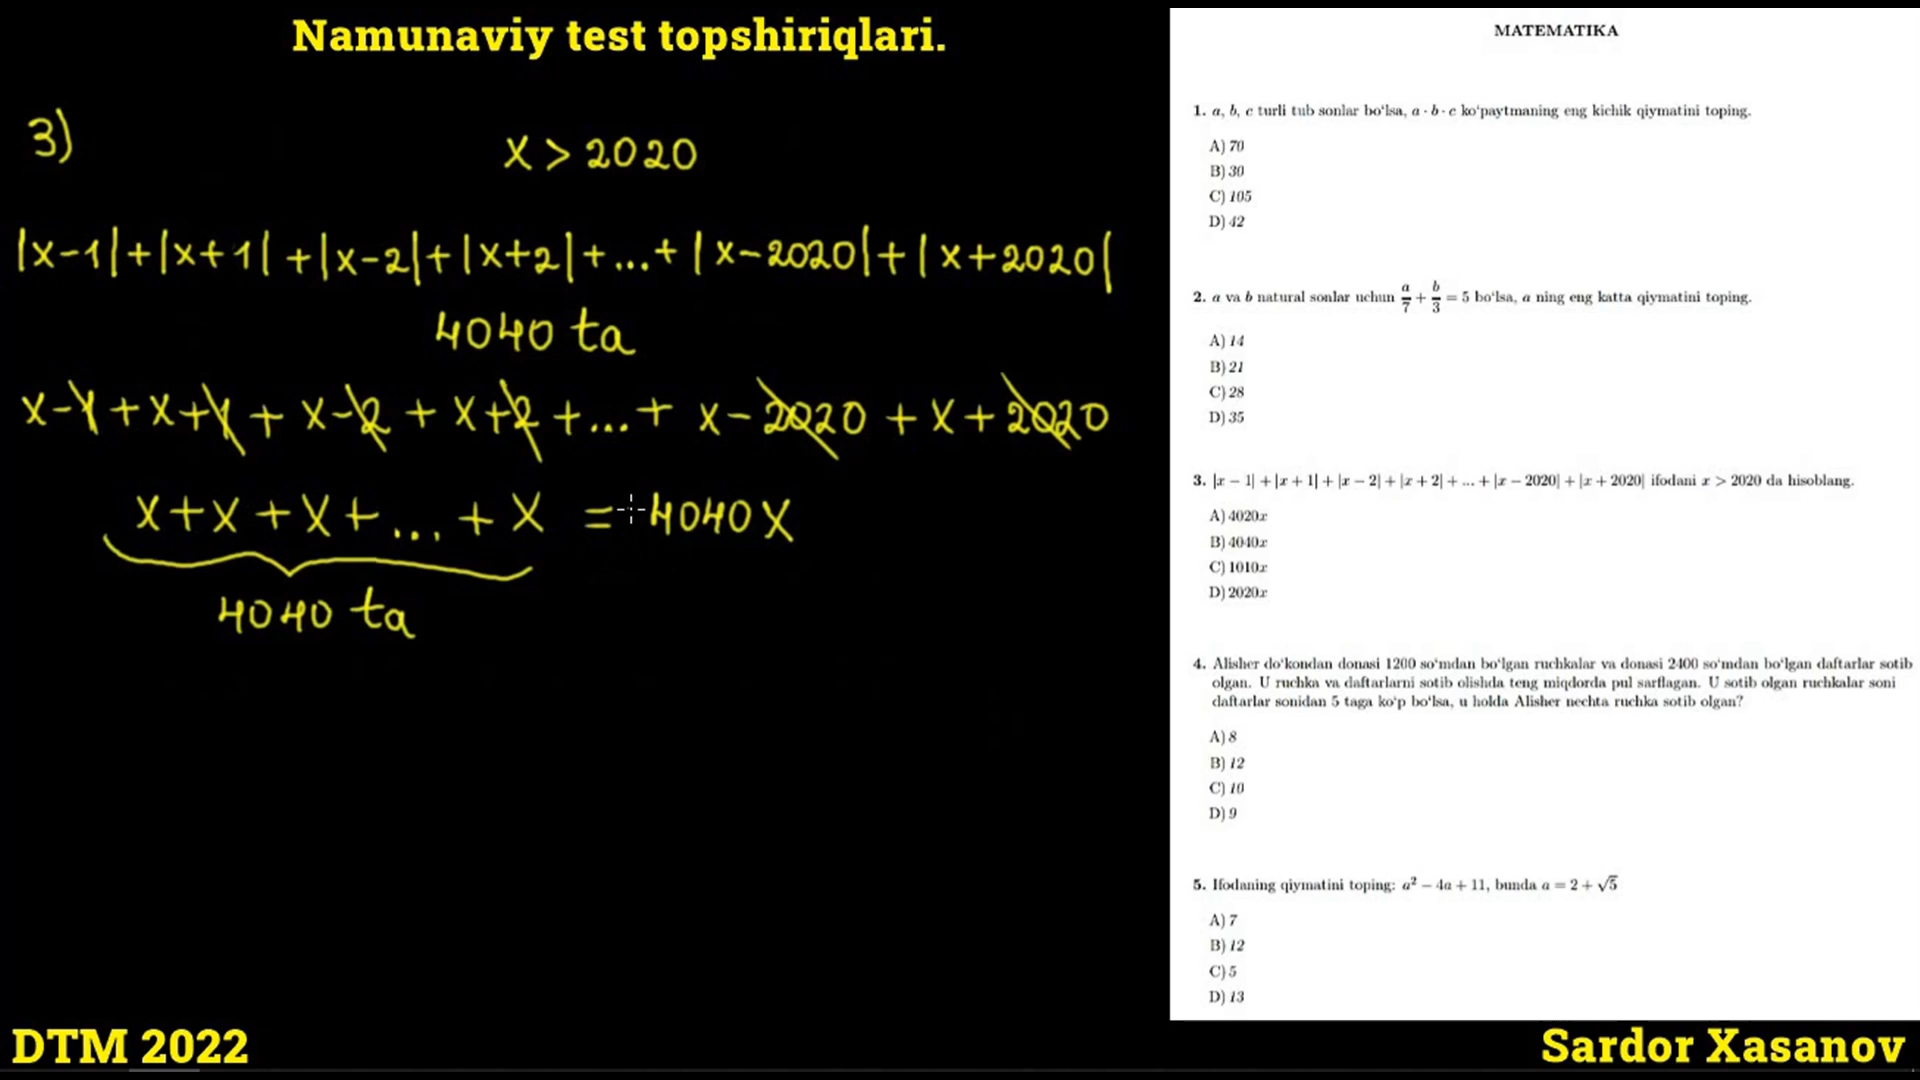 Namunaviy test topshiriqlari.
3)
x > 2020
|x-1|+|x+1|+|x-2|+|x+2|+...+|x-2020|+|x+2020|
4040 ta
x-1+x+1+x-2+x+2+...+x-2020+x+2020
x+x+x+...+x = 4040x
4040 ta
DTM 2022
MATEMATIKA
1. a, b, c turli tub sonlar bo‘lsa, a · b · c ko‘paytmaning eng kichik qiymatini toping.
A) 70
B) 30
C) 105
D) 42
2. a va b natural sonlar uchun a/7 + b/3 = 5 bo‘lsa, a ning eng katta qiymatini toping.
A) 14
B) 21
C) 28
D) 35
3. |x − 1| + |x + 1| + |x − 2| + |x + 2| + ... + |x − 2020| + |x + 2020| ifodani x > 2020 da hisoblang.
A) 4020x
B) 4040x
C) 1010x
D) 2020x
4. Alisher do‘kondan donasi 1200 so‘mdan bo‘lgan ruchkalar va donasi 2400 so‘mdan bo‘lgan daftarlar sotib
olgan. U ruchka va daftarlarni sotib olishda teng miqdorda pul sarflagan. U sotib olgan ruchkalar soni
daftarlar sonidan 5 taga ko‘p bo‘lsa, u holda Alisher nechta ruchka sotib olgan?
A) 8
B) 12
C) 10
D) 9
5. Ifodaning qiymatini toping: a² − 4a + 11, bunda a = 2 + √5
A) 7
B) 12
C) 5
D) 13
Sardor Xasanov